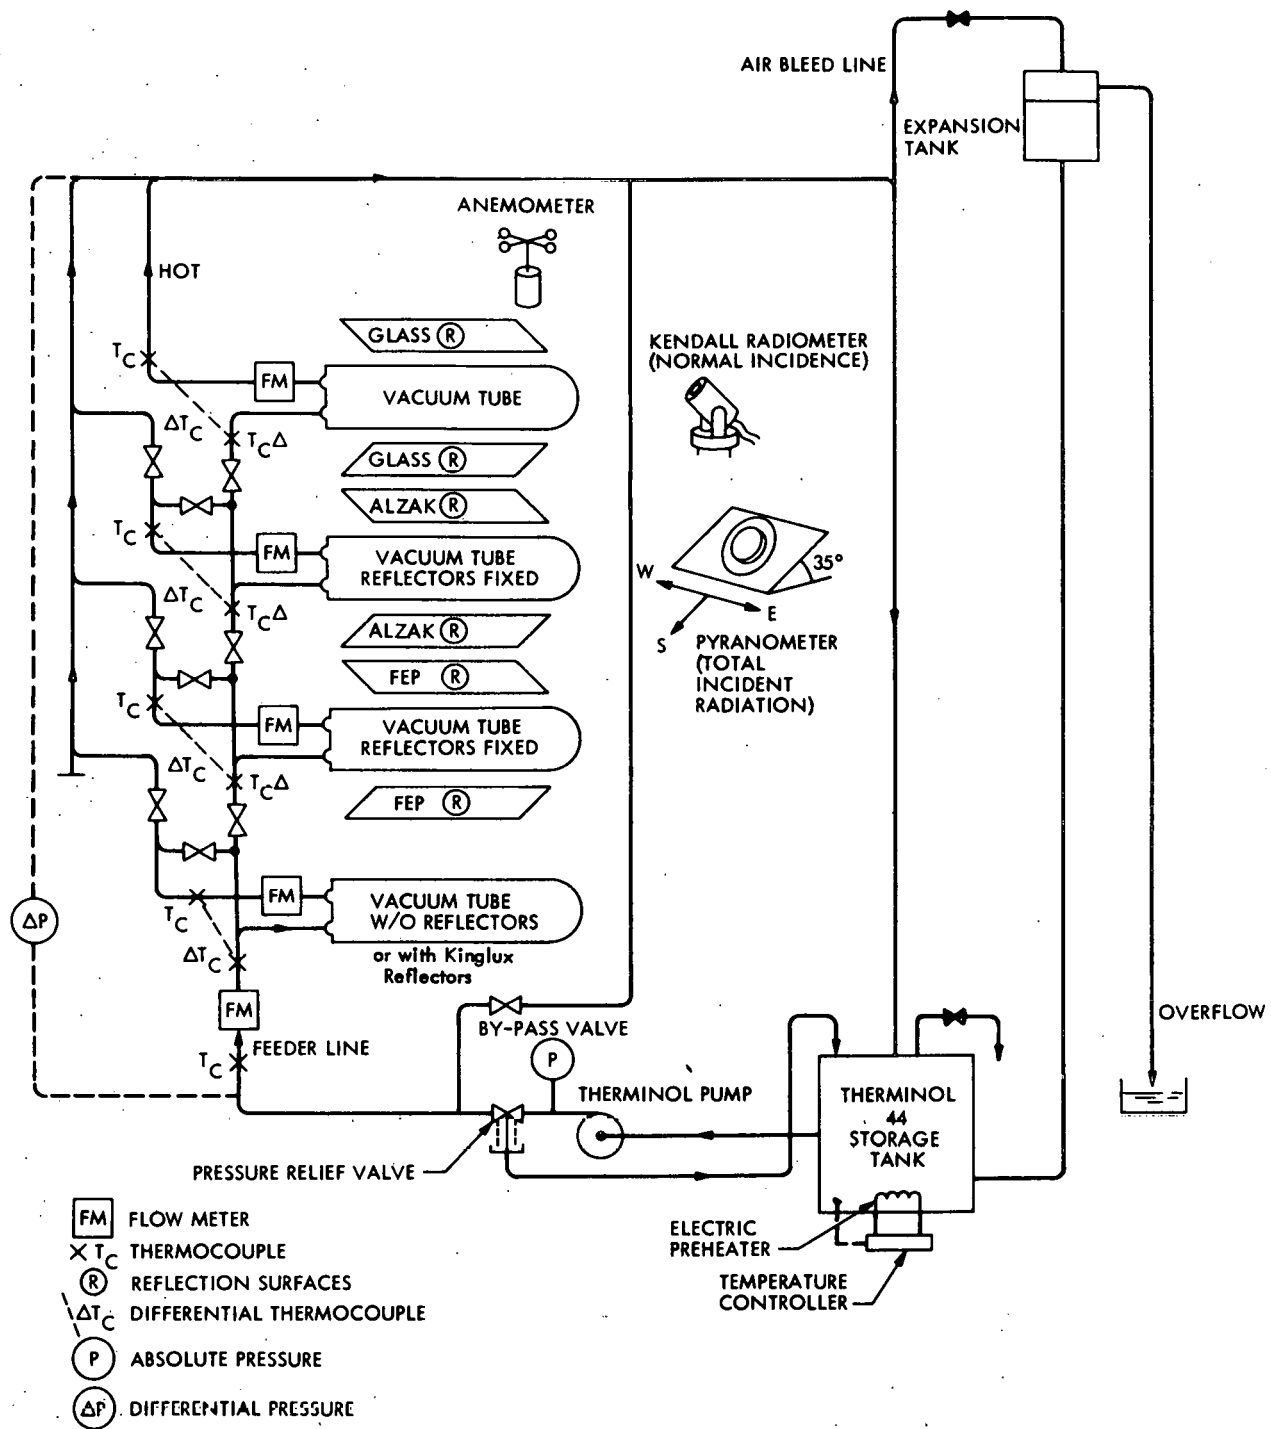 AIR BLEED LINE
EXPANSION
TANK
ANEMOMETER
HOT
GLASS R
KENDALL RADIOMETER
(NORMAL INCIDENCE)
TC
FM
VACUUM TUBE
ΔTC
TCΔ
GLASS R
ALZAK R
TC
FM
VACUUM TUBE
REFLECTORS FIXED
35°
W
E
S
ΔTC
TCΔ
ALZAK R
PYRANOMETER
(TOTAL
INCIDENT
RADIATION)
FEP R
TC
FM
VACUUM TUBE
REFLECTORS FIXED
ΔTC
TCΔ
FEP R
FM
VACUUM TUBE
W/O REFLECTORS
TC
ΔP
ΔTC
or with Kinglux
Reflectors
FM
BY-PASS VALVE
OVERFLOW
FEEDER LINE
TC
P
THERMINOL PUMP
THERMINOL
44
STORAGE
TANK
PRESSURE RELIEF VALVE
ELECTRIC
PREHEATER
TEMPERATURE
CONTROLLER
FM FLOW METER
TC THERMOCOUPLE
R REFLECTION SURFACES
ΔTC DIFFERENTIAL THERMOCOUPLE
P ABSOLUTE PRESSURE
ΔP DIFFERENTIAL PRESSURE